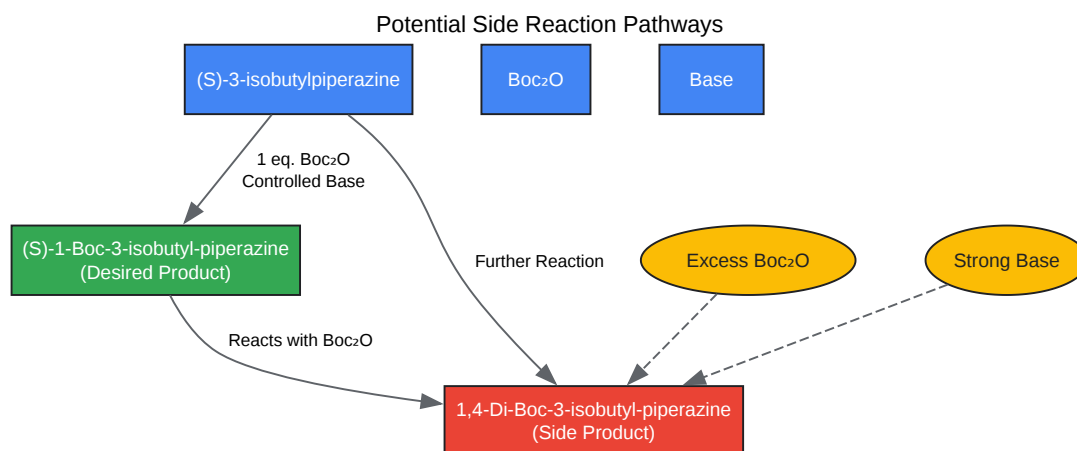 Potential Side Reaction Pathways
(S)-3-isobutylpiperazine
Boc₂O
Base
1 eq. Boc₂O
Controlled Base
(S)-1-Boc-3-isobutyl-piperazine
(Desired Product)
Further Reaction
Excess Boc₂O
Strong Base
Reacts with Boc₂O
1,4-Di-Boc-3-isobutyl-piperazine
(Side Product)